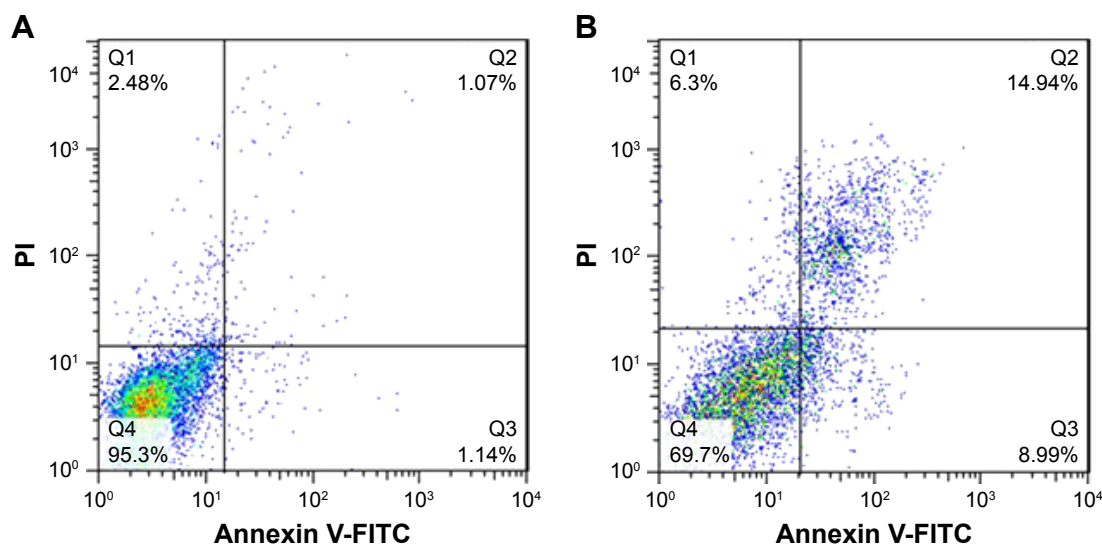 A
B
Q1
2.48%
Q2
1.07%
Q1
6.3%
Q2
14.94%
10⁴
10³
10²
10¹
10⁰
PI
10⁴
10³
10²
10¹
10⁰
PI
Q4
95.3%
Q3
1.14%
Q4
69.7%
Q3
8.99%
10⁰ 10¹ 10² 10³ 10⁴
10⁰ 10¹ 10² 10³ 10⁴
Annexin V-FITC
Annexin V-FITC